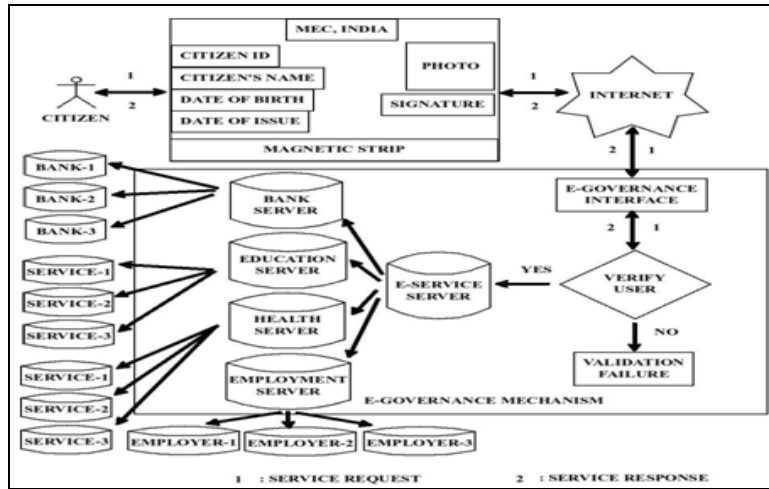 MEC, INDIA
CITIZEN ID
CITIZEN'S NAME
DATE OF BIRTH
DATE OF ISSUE
PHOTO
SIGNATURE
MAGNETIC STRIP
1
2
CITIZEN
1
2
INTERNET
2
1
E-GOVERNANCE
INTERFACE
2
1
VERIFY
USER
YES
NO
VALIDATION
FAILURE
E-SERVICE
SERVER
BANK
SERVER
EDUCATION
SERVER
HEALTH
SERVER
EMPLOYMENT
SERVER
BANK-1
BANK-2
BANK-3
SERVICE-1
SERVICE-2
SERVICE-3
SERVICE-1
SERVICE-2
SERVICE-3
E-GOVERNANCE MECHANISM
EMPLOYER-1
EMPLOYER-2
EMPLOYER-3
1 : SERVICE REQUEST
2 : SERVICE RESPONSE